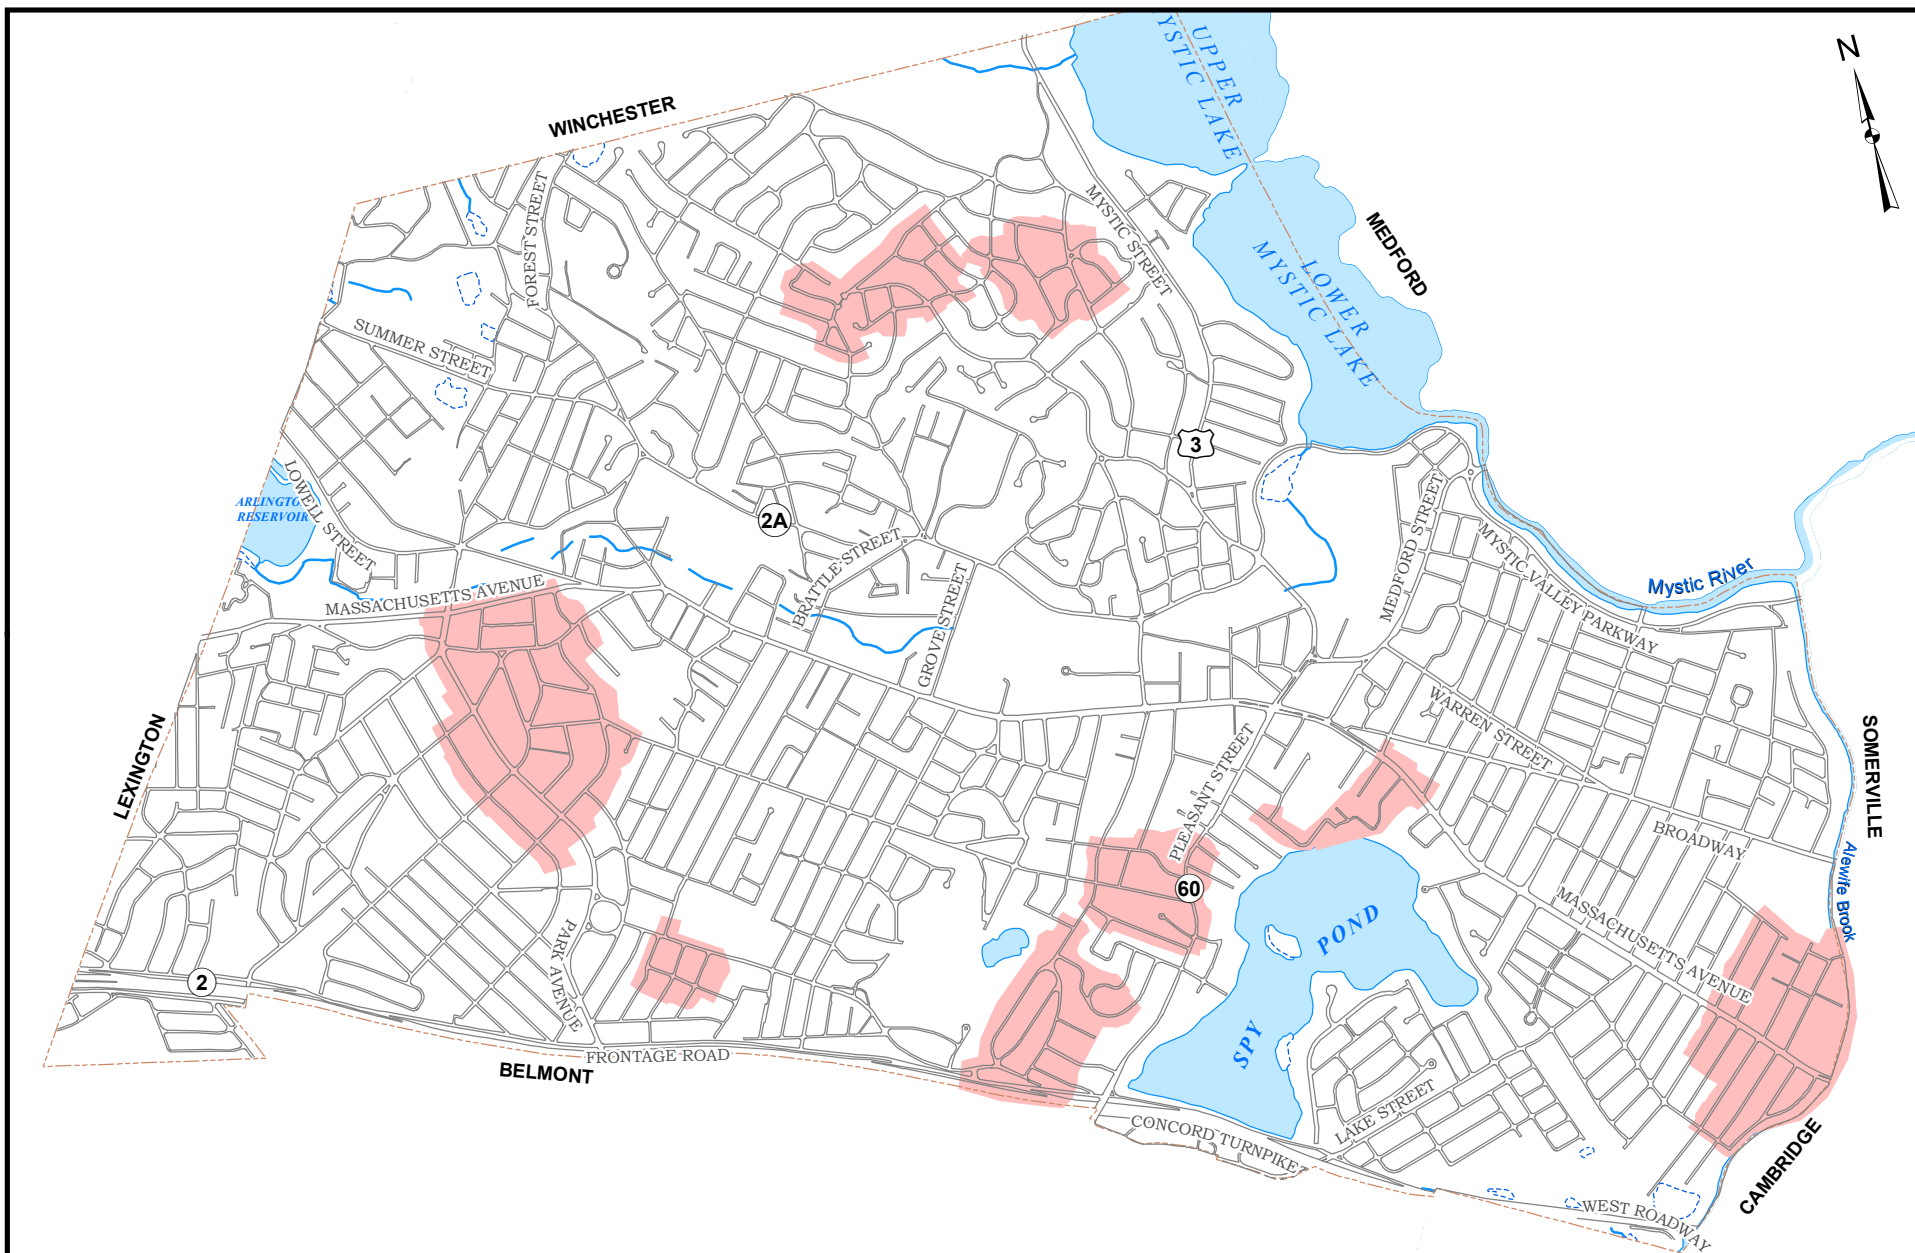 N
UPPER
MYSTIC LAKE
WINCHESTER
MYSTIC STREET
FOREST STREET
MEDFORD
LOWER
MYSTIC LAKE
SUMMER STREET
3
LOWELL STREET
ARLINGTO
RESERVOIR
2A
BRATTLE STREET
MEDFORD STREET
MYSTIC VALLEY PARKWAY
Mystic River
MASSACHUSETTS AVENUE
GROVE STREET
LEXINGTON
WARREN STREET
SOMERVILLE
PLEASANT STREET
BROADWAY
Alewife Brook
60
MASSACHUSETTS AVENUE
POND
SPY
PARK AVENUE
2
FRONTAGE ROAD
BELMONT
LAKE STREET
CONCORD TURNPIKE
CAMBRIDGE
WEST ROADWAY